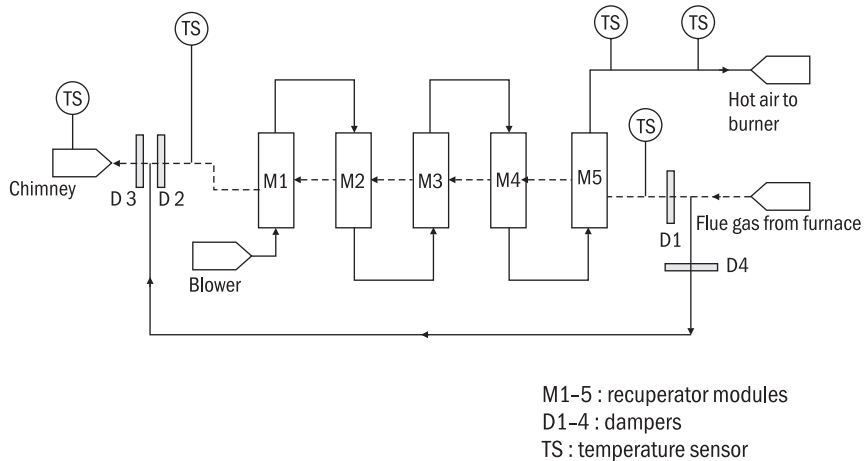 TS
TS
TS
TS
TS
Hot air to
burner
Chimney
D 3
D 2
M1
M2
M3
M4
M5
D1
Flue gas from furnace
Blower
D4
M1–5 : recuperator modules
D1–4 : dampers
TS : temperature sensor